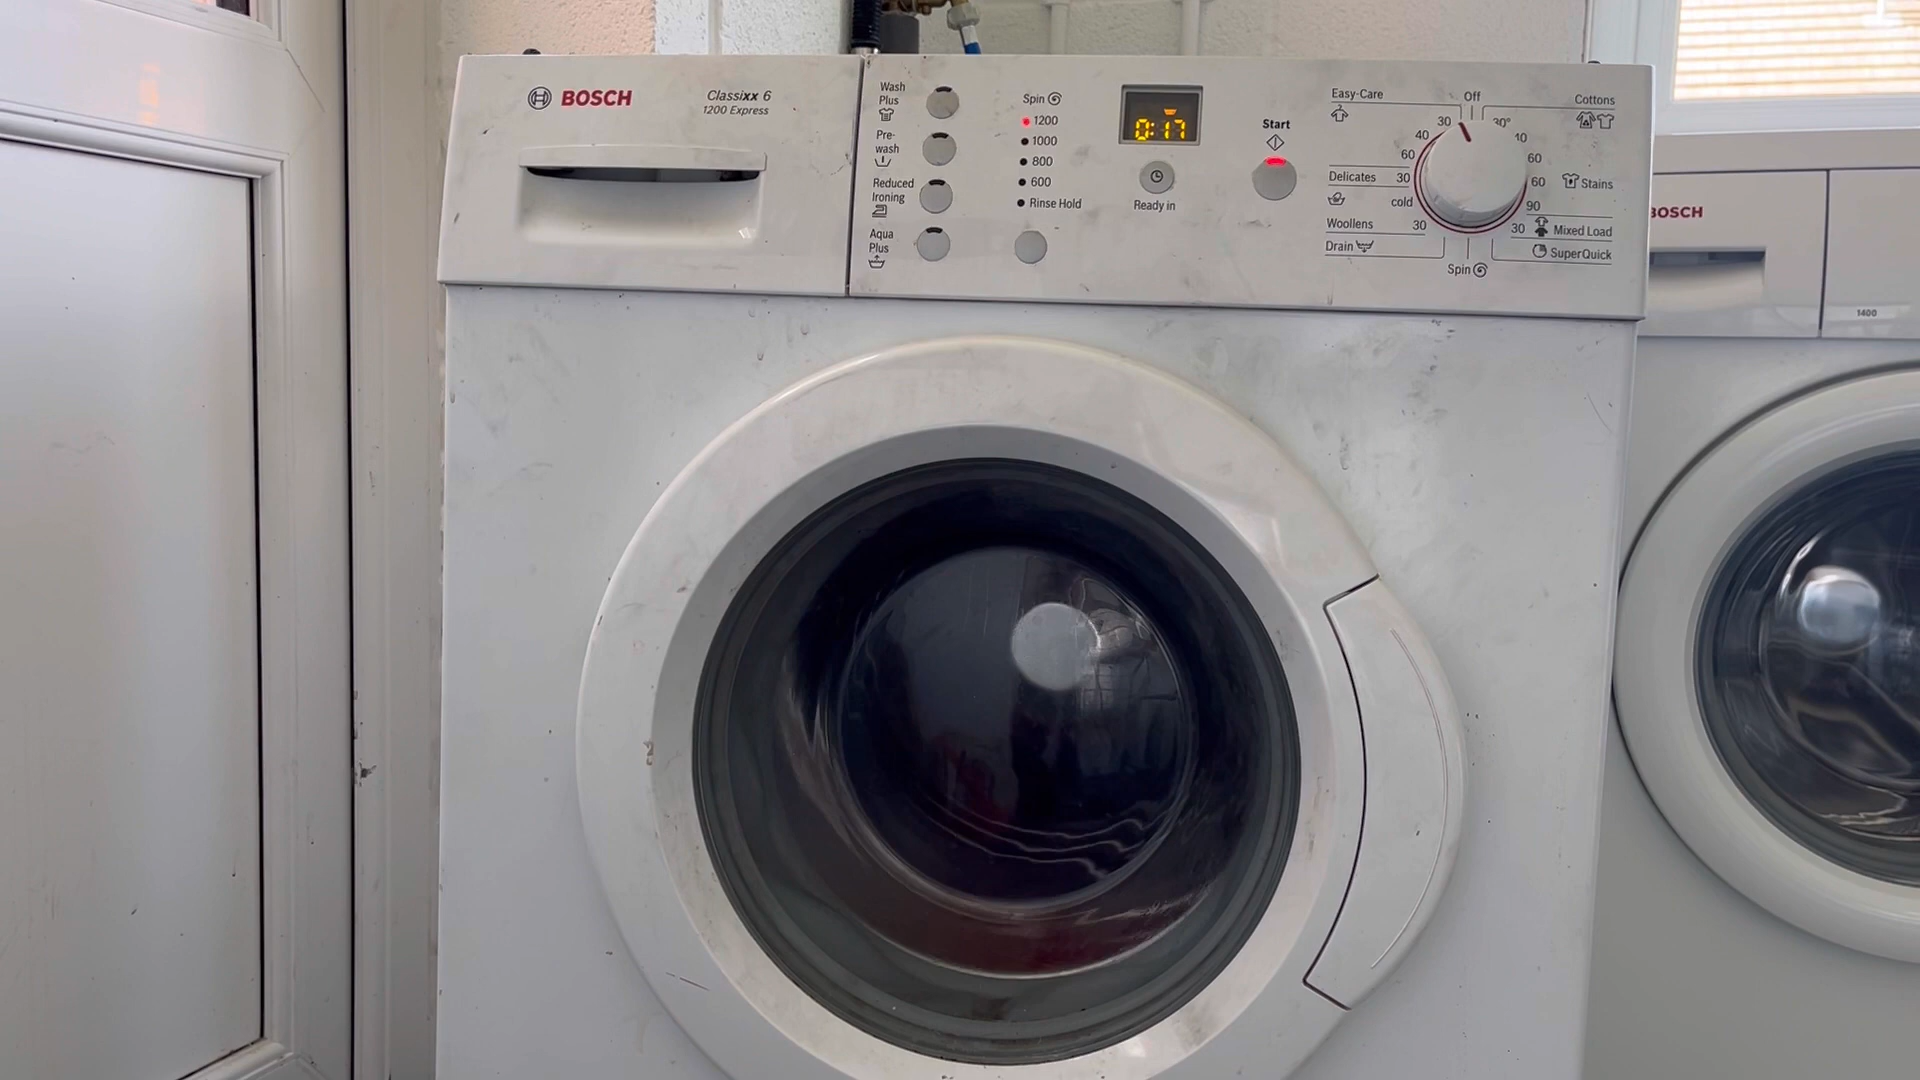 BOSCH
Classixx 6
1200 Express
Wash
Plus
Pre-
wash
Reduced
Ironing
Aqua
Plus
Spin
1200
1000
800
600
Rinse Hold
0:17
Ready in
Start
Easy-Care
Off
Cottons
30
30°
40
40
60
60
Delicates 30
60 Stains
cold
90
Woollens 30
30 Mixed Load
Drain
SuperQuick
Spin
BOSCH
1400